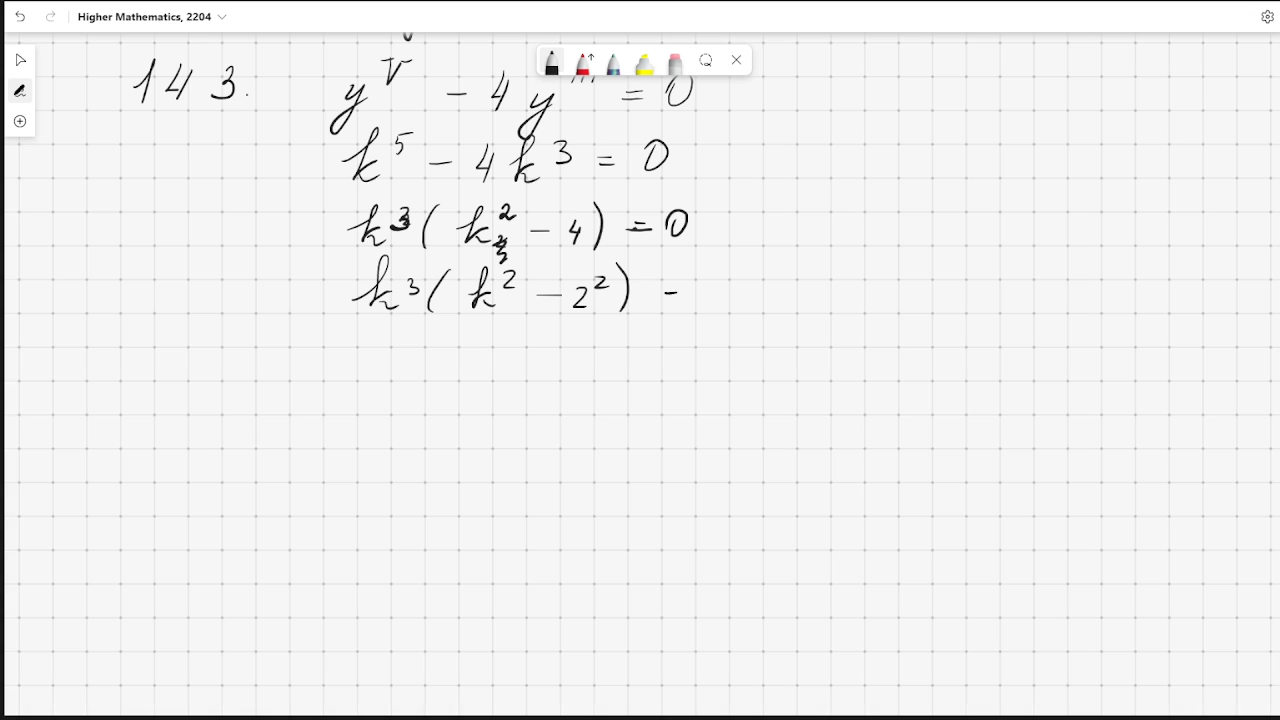 Higher Mathematics, 2204
143. y^V - 4y''' = 0
k^5 - 4k^3 = 0
k^3(k^2 - 4) = 0
k^3(k^2 - 2^2) -